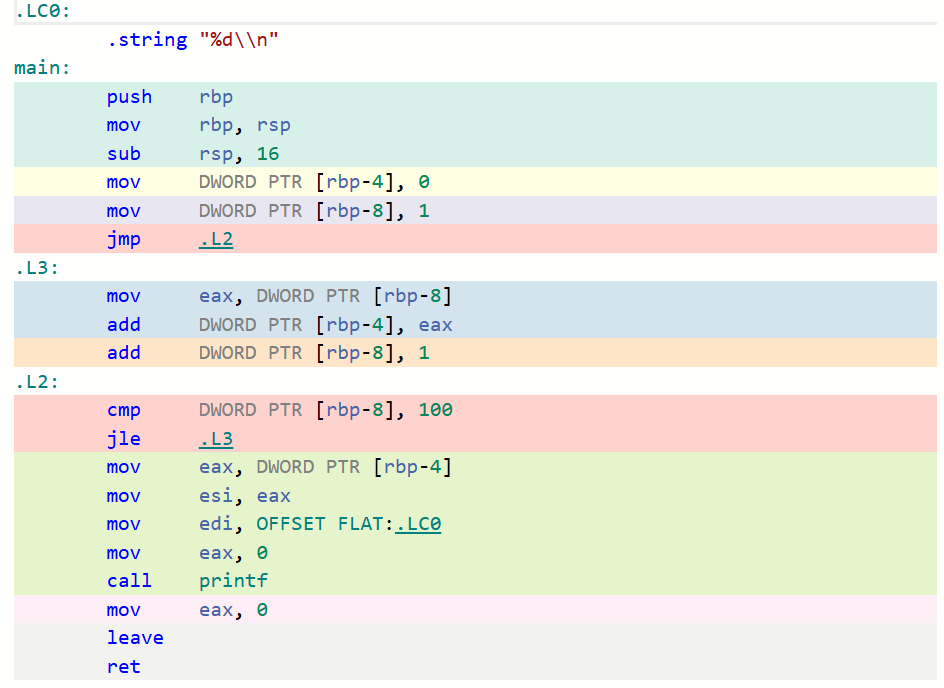 .LC0:
.string "%d\\n"
main:
push rbp
mov rbp, rsp
sub rsp, 16
mov DWORD PTR [rbp-4], 0
mov DWORD PTR [rbp-8], 1
jmp .L2
.L3:
mov eax, DWORD PTR [rbp-8]
add DWORD PTR [rbp-4], eax
add DWORD PTR [rbp-8], 1
.L2:
cmp DWORD PTR [rbp-8], 100
jle .L3
mov eax, DWORD PTR [rbp-4]
mov esi, eax
mov edi, OFFSET FLAT:.LC0
mov eax, 0
call printf
mov eax, 0
leave
ret